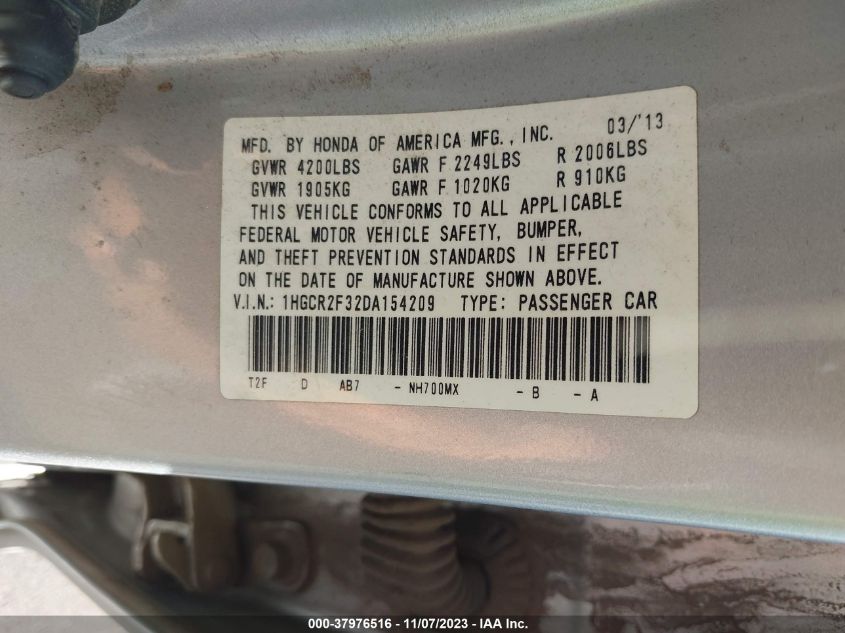 MFD. BY HONDA OF AMERICA MFG., INC. 03/'13
GVWR 4200LBS GAWR F 2249LBS R 2006LBS
GVWR 1905KG GAWR F 1020KG R 910KG
THIS VEHICLE CONFORMS TO ALL APPLICABLE
FEDERAL MOTOR VEHICLE SAFETY, BUMPER,
AND THEFT PREVENTION STANDARDS IN EFFECT
ON THE DATE OF MANUFACTURE SHOWN ABOVE.
V.I.N.: 1HGCR2F32DA154209 TYPE: PASSENGER CAR
T2F D AB7 - NH700MX - B - A
000-37976516 - 11/07/2023 - IAA Inc.